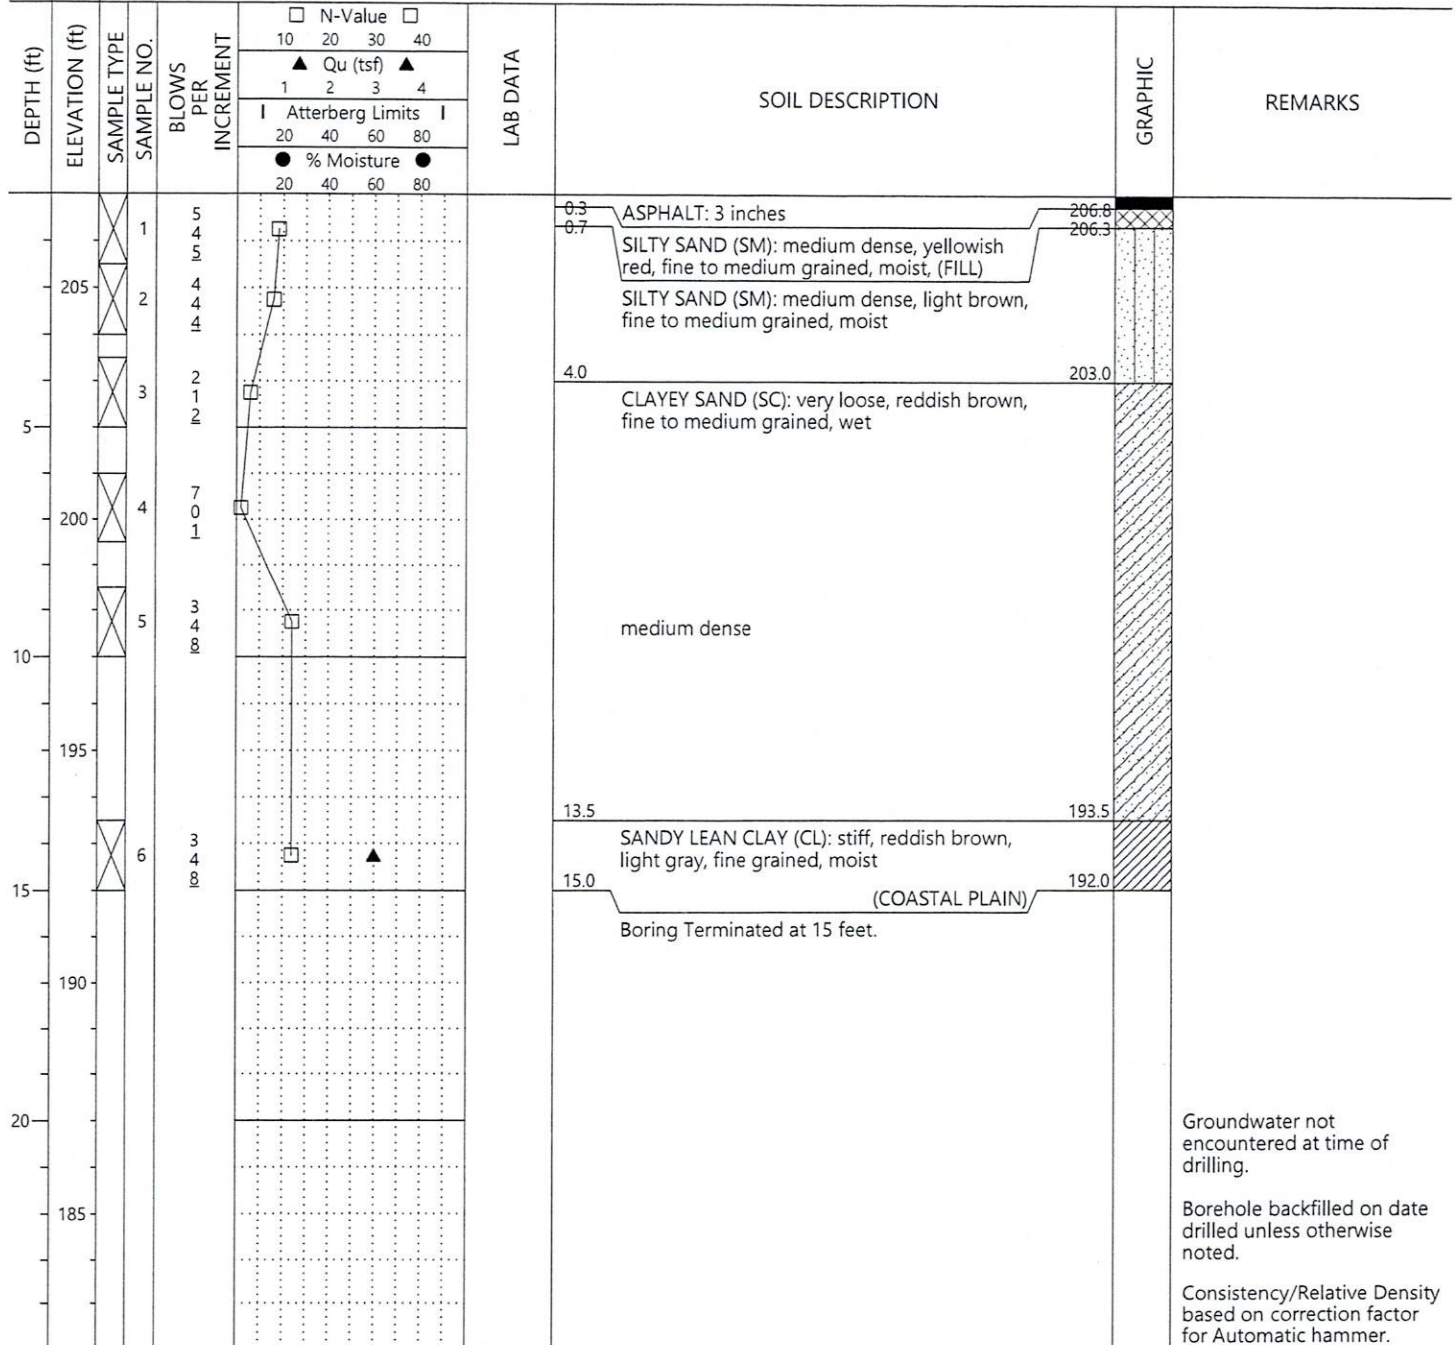 DEPTH (ft)
ELEVATION (ft)
SAMPLE TYPE
SAMPLE NO.
BLOWS
PER
INCREMENT
□ N-Value □
10 20 30 40
▲ Qu (tsf) ▲
1 2 3 4
I Atterberg Limits I
20 40 60 80
● % Moisture ●
20 40 60 80
LAB DATA
SOIL DESCRIPTION
GRAPHIC
REMARKS
1
5
4
5
0.3 ASPHALT: 3 inches 206.8
0.7 206.3
SILTY SAND (SM): medium dense, yellowish
red, fine to medium grained, moist, (FILL)
205
2
4
4
4
SILTY SAND (SM): medium dense, light brown,
fine to medium grained, moist
4.0 203.0
3
2
1
2
CLAYEY SAND (SC): very loose, reddish brown,
fine to medium grained, wet
5
200
4
7
0
1
5
3
4
8
medium dense
10
195
13.5 193.5
6
3
4
8
SANDY LEAN CLAY (CL): stiff, reddish brown,
light gray, fine grained, moist
15
15.0 192.0
(COASTAL PLAIN)
Boring Terminated at 15 feet.
190
20
Groundwater not
encountered at time of
drilling.
185
Borehole backfilled on date
drilled unless otherwise
noted.
Consistency/Relative Density
based on correction factor
for Automatic hammer.